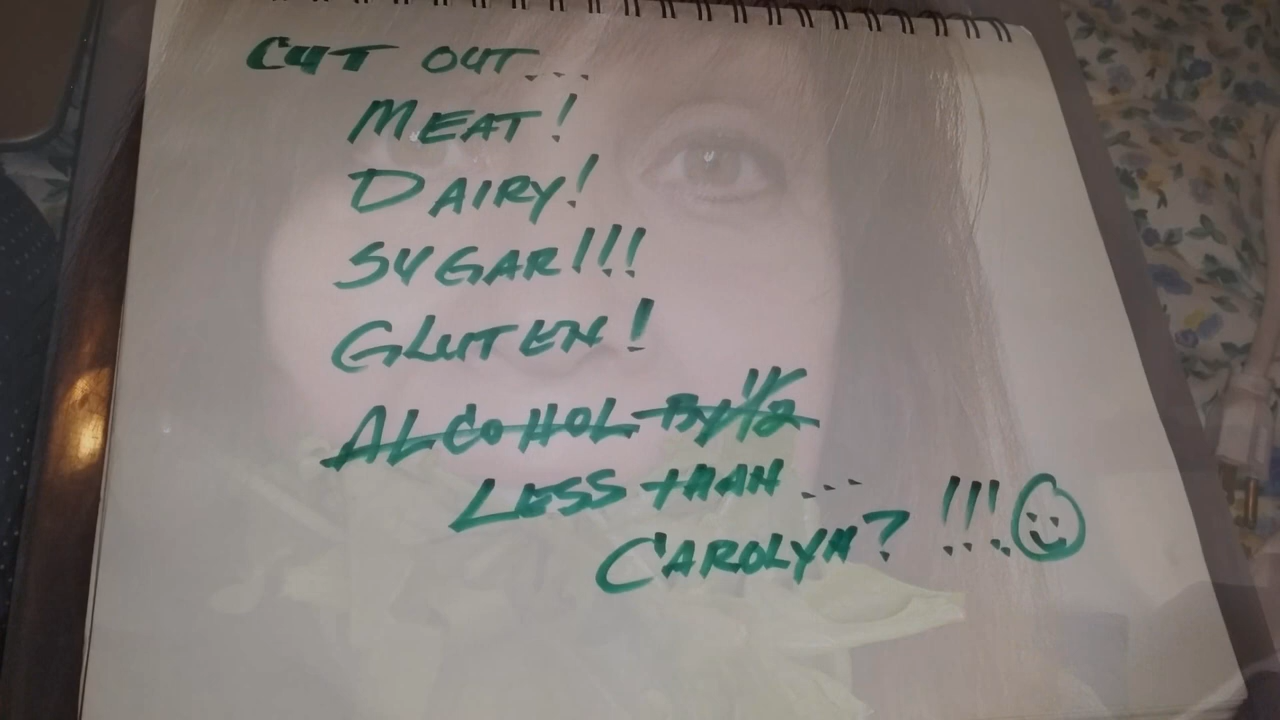 CUT OUT...
MEAT!
DAIRY!
SUGAR!!!
GLUTEN!
ALCOHOL BY 1/2
LESS THAN ...
CAROLYN? !!!